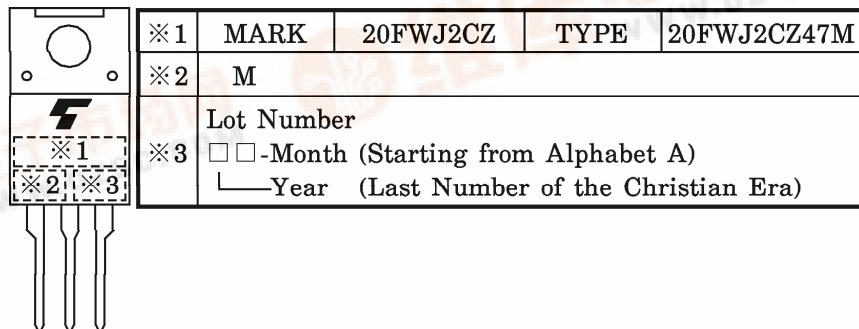 ※1 MARK 20FWJ2CZ TYPE 20FWJ2CZ47M
※2 M
Lot Number
※3 □□-Month (Starting from Alphabet A)
Year (Last Number of the Christian Era)
※1
※2 ※3